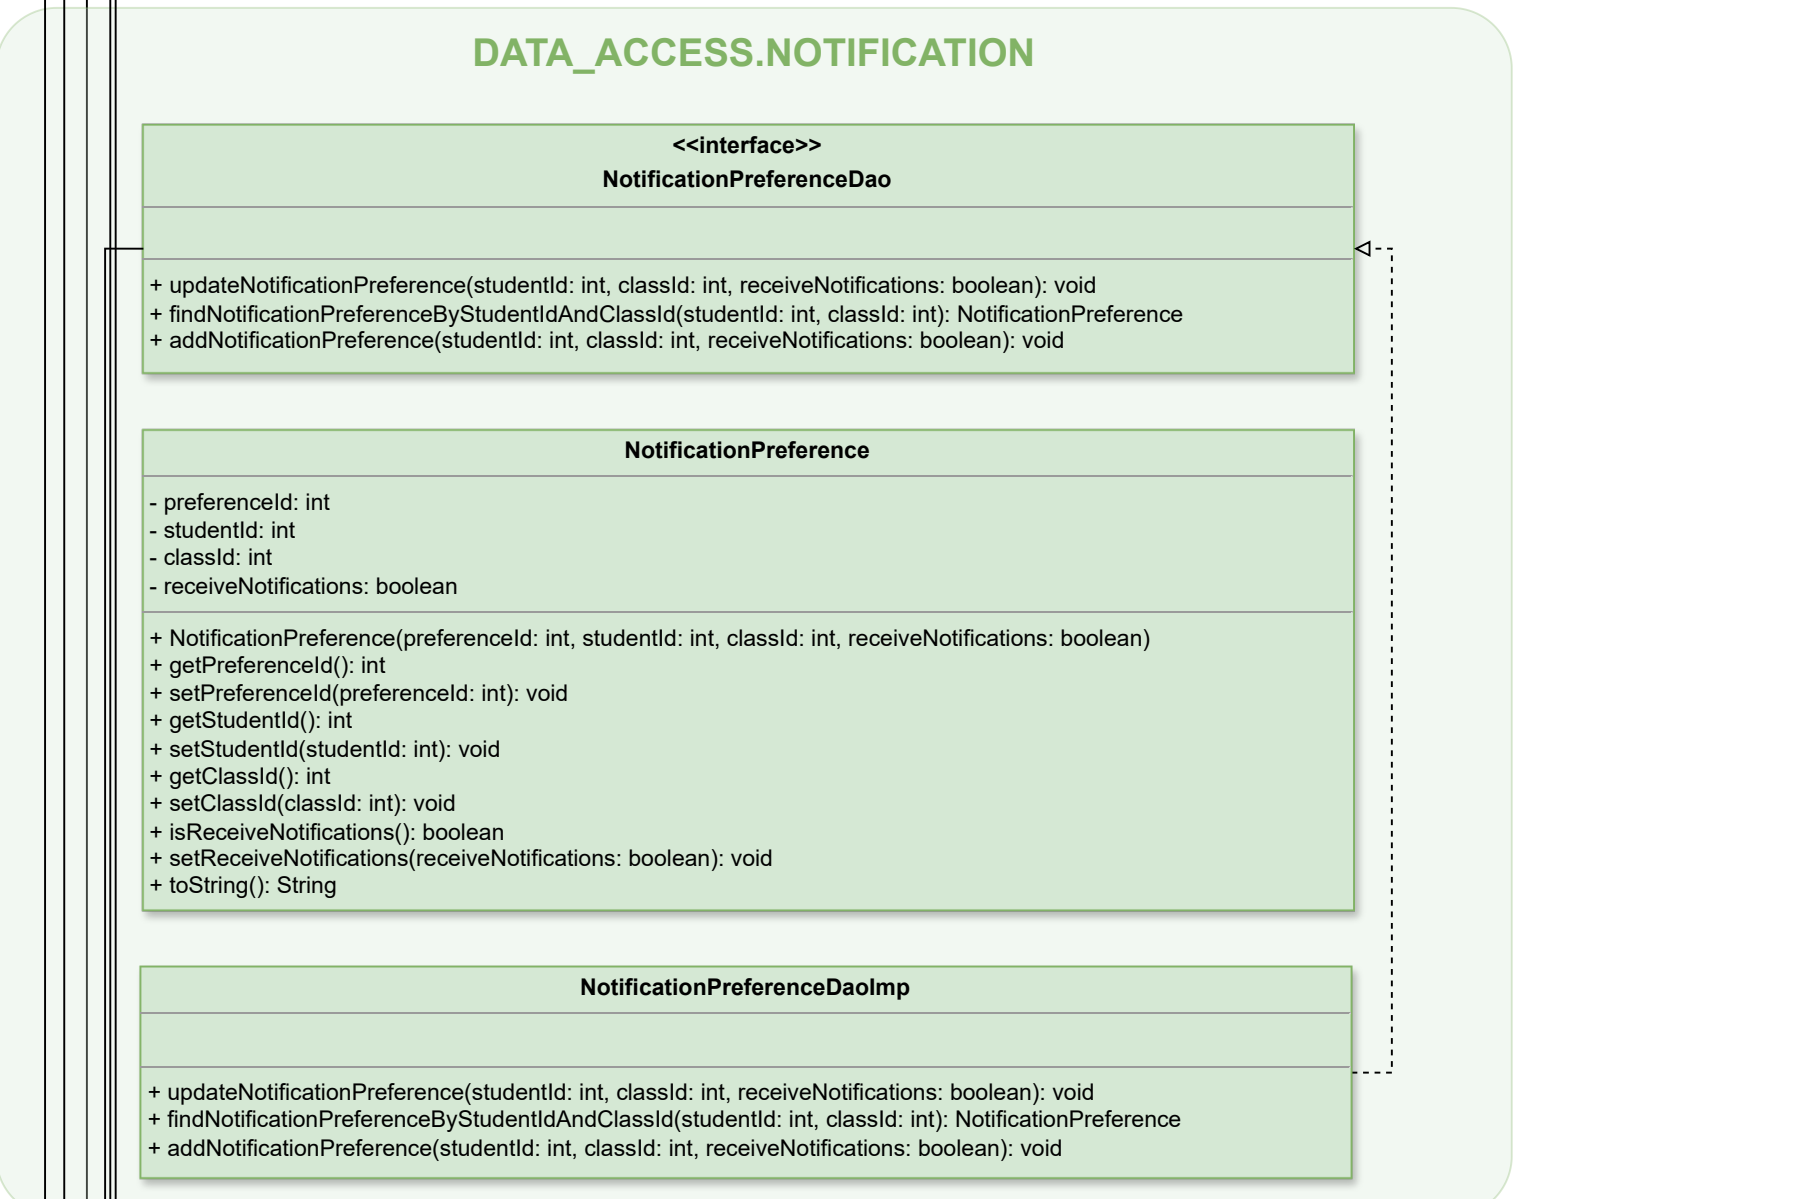 DATA_ACCESS.NOTIFICATION
<<interface>>
NotificationPreferenceDao
+ updateNotificationPreference(studentId: int, classId: int, receiveNotifications: boolean): void
+ findNotificationPreferenceByStudentIdAndClassId(studentId: int, classId: int): NotificationPreference
+ addNotificationPreference(studentId: int, classId: int, receiveNotifications: boolean): void
NotificationPreference
- preferenceId: int
- studentId: int
- classId: int
- receiveNotifications: boolean
+ NotificationPreference(preferenceId: int, studentId: int, classId: int, receiveNotifications: boolean)
+ getPreferenceId(): int
+ setPreferenceId(preferenceId: int): void
+ getStudentId(): int
+ setStudentId(studentId: int): void
+ getClassId(): int
+ setClassId(classId: int): void
+ isReceiveNotifications(): boolean
+ setReceiveNotifications(receiveNotifications: boolean): void
+ toString(): String
NotificationPreferenceDaoImp
+ updateNotificationPreference(studentId: int, classId: int, receiveNotifications: boolean): void
+ findNotificationPreferenceByStudentIdAndClassId(studentId: int, classId: int): NotificationPreference
+ addNotificationPreference(studentId: int, classId: int, receiveNotifications: boolean): void